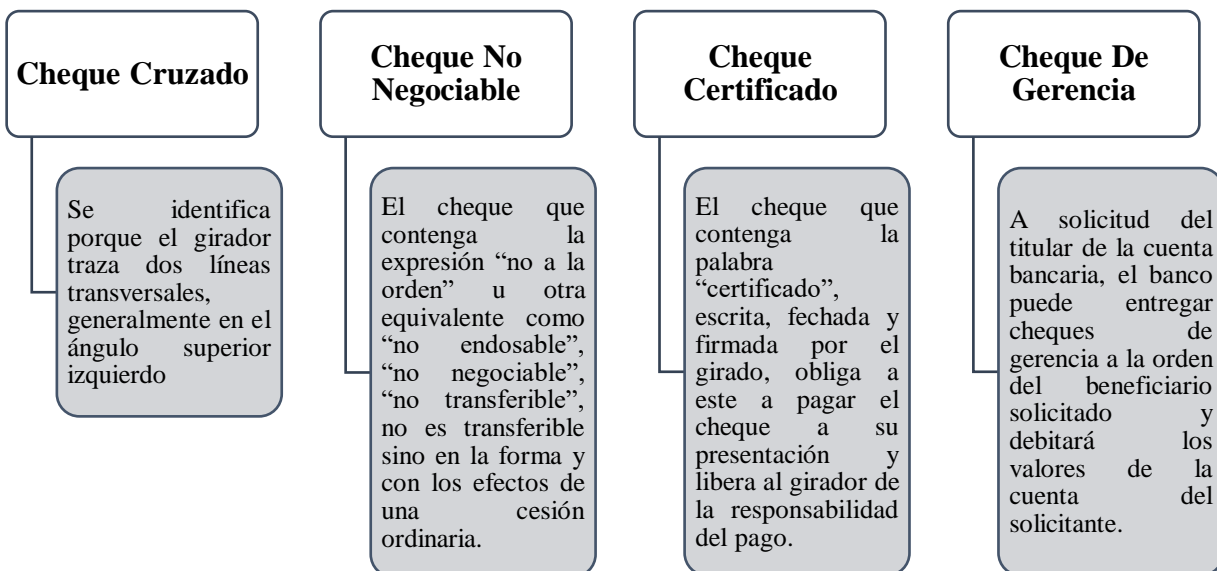 Cheque Cruzado
Se identifica
porque el girador
traza dos líneas
transversales,
generalmente en el
ángulo superior
izquierdo
Cheque No
Negociable
El cheque que
contenga la
expresión “no a la
orden” u otra
equivalente como
“no endosable”,
“no negociable”,
“no transferible”,
no es transferible
sino en la forma y
con los efectos de
una cesión
ordinaria.
Cheque
Certificado
El cheque que
contenga la
palabra
“certificado”,
escrita, fechada y
firmada por el
girado, obliga a
este a pagar el
cheque a su
presentación y
libera al girador de
la responsabilidad
del pago.
Cheque De
Gerencia
A solicitud del
titular de la cuenta
bancaria, el banco
puede entregar
cheques de
gerencia a la orden
del beneficiario
solicitado y
debitará los
valores de la
cuenta del
solicitante.